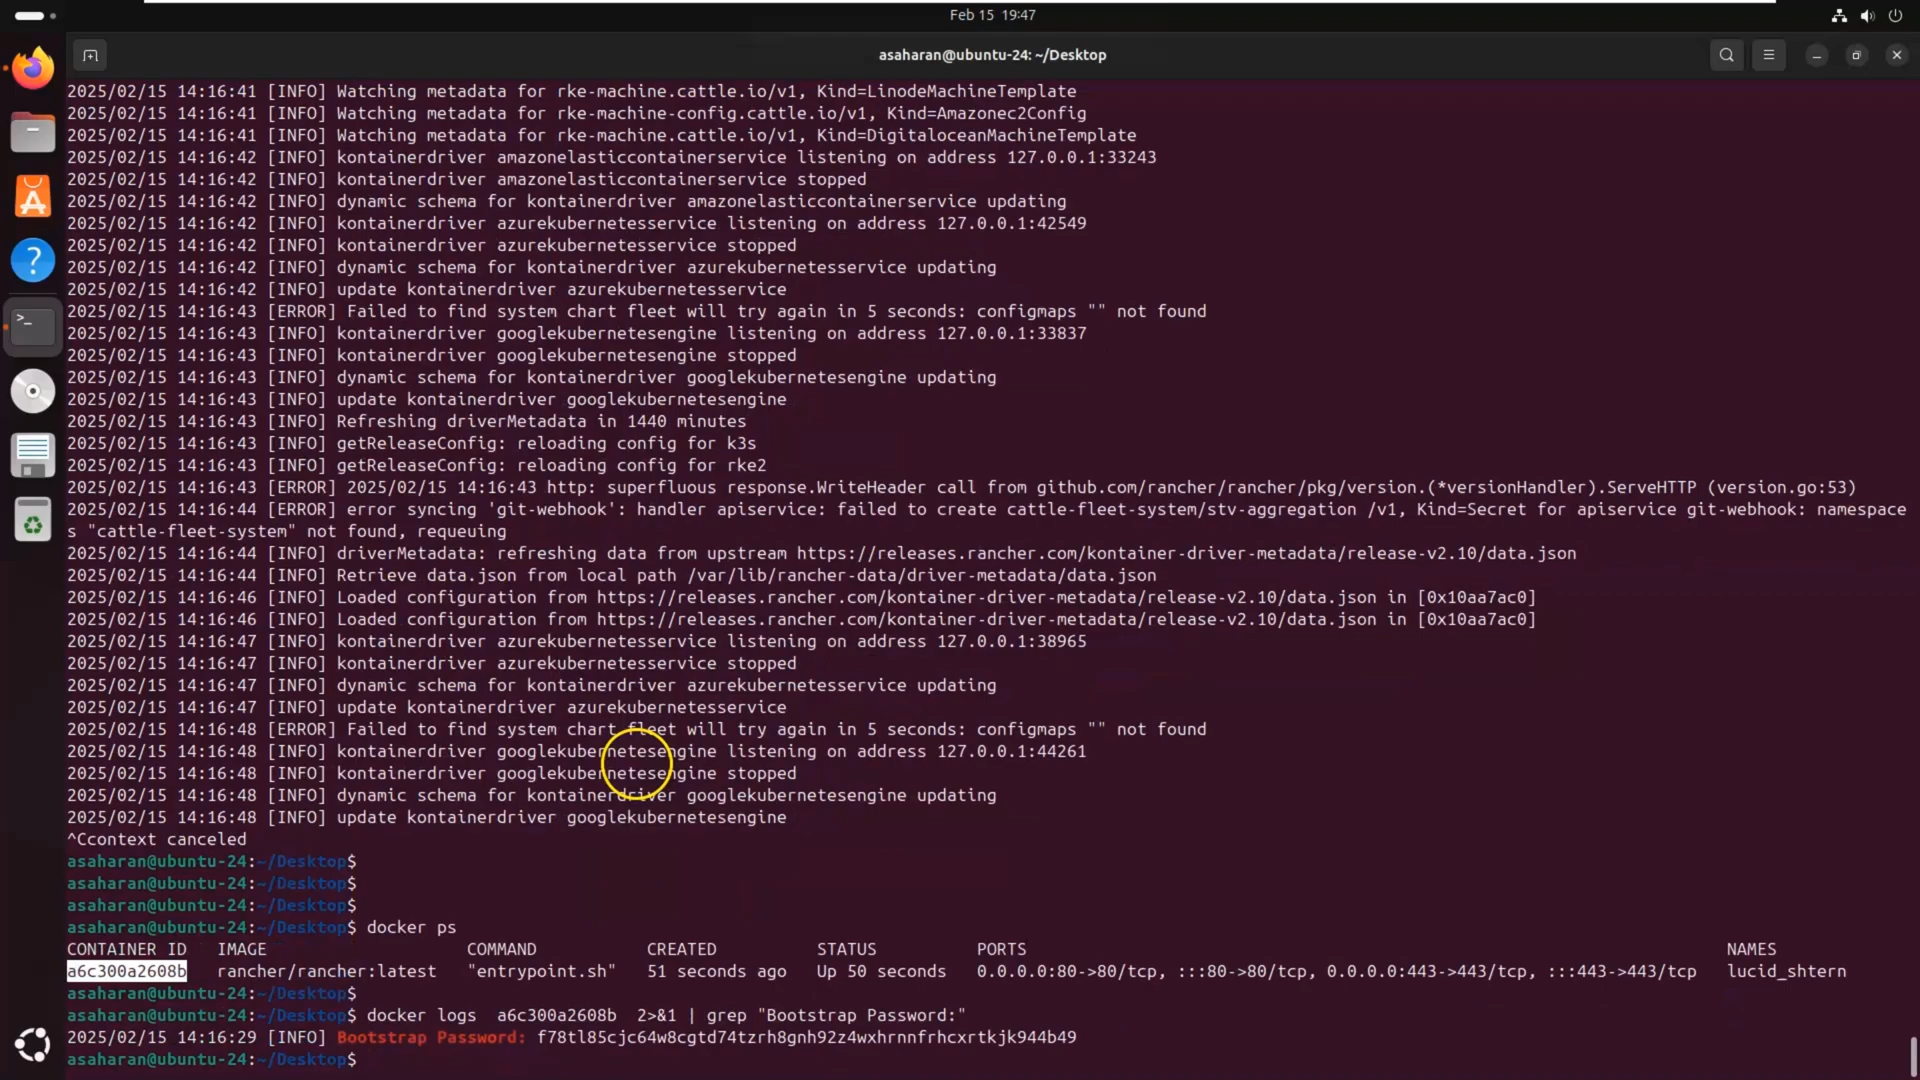 Feb 15 19:47
asaharan@ubuntu-24: ~/Desktop
2025/02/15 14:16:41 [INFO] Watching metadata for rke-machine.cattle.io/v1, Kind=LinodeMachineTemplate
2025/02/15 14:16:41 [INFO] Watching metadata for rke-machine-config.cattle.io/v1, Kind=Amazonec2Config
2025/02/15 14:16:41 [INFO] Watching metadata for rke-machine.cattle.io/v1, Kind=DigitaloceanMachineTemplate
2025/02/15 14:16:42 [INFO] kontainerdriver amazonelasticcontainerservice listening on address 127.0.0.1:33243
2025/02/15 14:16:42 [INFO] kontainerdriver amazonelasticcontainerservice stopped
2025/02/15 14:16:42 [INFO] dynamic schema for kontainerdriver amazonelasticcontainerservice updating
2025/02/15 14:16:42 [INFO] kontainerdriver azurekubernetesservice listening on address 127.0.0.1:42549
2025/02/15 14:16:42 [INFO] kontainerdriver azurekubernetesservice stopped
2025/02/15 14:16:42 [INFO] dynamic schema for kontainerdriver azurekubernetesservice updating
2025/02/15 14:16:42 [INFO] update kontainerdriver azurekubernetesservice
2025/02/15 14:16:43 [ERROR] Failed to find system chart fleet will try again in 5 seconds: configmaps "" not found
2025/02/15 14:16:43 [INFO] kontainerdriver googlekubernetesengine listening on address 127.0.0.1:33837
2025/02/15 14:16:43 [INFO] kontainerdriver googlekubernetesengine stopped
2025/02/15 14:16:43 [INFO] dynamic schema for kontainerdriver googlekubernetesengine updating
2025/02/15 14:16:43 [INFO] update kontainerdriver googlekubernetesengine
2025/02/15 14:16:43 [INFO] Refreshing driverMetadata in 1440 minutes
2025/02/15 14:16:43 [INFO] getReleaseConfig: reloading config for k3s
2025/02/15 14:16:43 [INFO] getReleaseConfig: reloading config for rke2
2025/02/15 14:16:43 [ERROR] 2025/02/15 14:16:43 http: superfluous response.WriteHeader call from github.com/rancher/rancher/pkg/version.(*versionHandler).ServeHTTP (version.go:53)
2025/02/15 14:16:44 [ERROR] error syncing 'git-webhook': handler apiservice: failed to create cattle-fleet-system/stv-aggregation /v1, Kind=Secret for apiservice git-webhook: namespace
s "cattle-fleet-system" not found, requeuing
2025/02/15 14:16:44 [INFO] driverMetadata: refreshing data from upstream https://releases.rancher.com/kontainer-driver-metadata/release-v2.10/data.json
2025/02/15 14:16:44 [INFO] Retrieve data.json from local path /var/lib/rancher-data/driver-metadata/data.json
2025/02/15 14:16:46 [INFO] Loaded configuration from https://releases.rancher.com/kontainer-driver-metadata/release-v2.10/data.json in [0x10aa7ac0]
2025/02/15 14:16:46 [INFO] Loaded configuration from https://releases.rancher.com/kontainer-driver-metadata/release-v2.10/data.json in [0x10aa7ac0]
2025/02/15 14:16:47 [INFO] kontainerdriver azurekubernetesservice listening on address 127.0.0.1:38965
2025/02/15 14:16:47 [INFO] kontainerdriver azurekubernetesservice stopped
2025/02/15 14:16:47 [INFO] dynamic schema for kontainerdriver azurekubernetesservice updating
2025/02/15 14:16:47 [INFO] update kontainerdriver azurekubernetesservice
2025/02/15 14:16:48 [ERROR] Failed to find system chart fleet will try again in 5 seconds: configmaps "" not found
2025/02/15 14:16:48 [INFO] kontainerdriver googlekubernetesengine listening on address 127.0.0.1:44261
2025/02/15 14:16:48 [INFO] kontainerdriver googlekubernetesengine stopped
2025/02/15 14:16:48 [INFO] dynamic schema for kontainerdriver googlekubernetesengine updating
2025/02/15 14:16:48 [INFO] update kontainerdriver googlekubernetesengine
^Ccontext canceled
asaharan@ubuntu-24:~/Desktop$
asaharan@ubuntu-24:~/Desktop$
asaharan@ubuntu-24:~/Desktop$
asaharan@ubuntu-24:~/Desktop$ docker ps
CONTAINER ID   IMAGE                    COMMAND           CREATED          STATUS          PORTS                                                                      NAMES
a6c300a2608b   rancher/rancher:latest   "entrypoint.sh"   51 seconds ago   Up 50 seconds   0.0.0.0:80->80/tcp, :::80->80/tcp, 0.0.0.0:443->443/tcp, :::443->443/tcp   lucid_shtern
asaharan@ubuntu-24:~/Desktop$
asaharan@ubuntu-24:~/Desktop$ docker logs  a6c300a2608b  2>&1 | grep "Bootstrap Password:"
2025/02/15 14:16:29 [INFO] Bootstrap Password: f78tl85cjc64w8cgtd74tzrh8gnh92z4wxhrnnfrhcxrtkjk944b49
asaharan@ubuntu-24:~/Desktop$